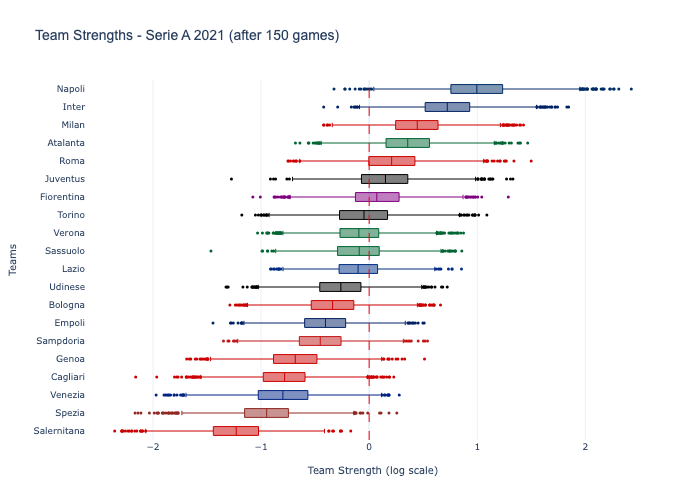 Team Strengths - Serie A 2021 (after 150 games)
Napoli
Inter
Milan
Atalanta
Roma
Juventus
Fiorentina
Torino
Verona
Sassuolo
Lazio
Udinese
Bologna
Empoli
Sampdoria
Genoa
Cagliari
Venezia
Spezia
Salernitana
Teams
−2 −1 0 1 2
Team Strength (log scale)